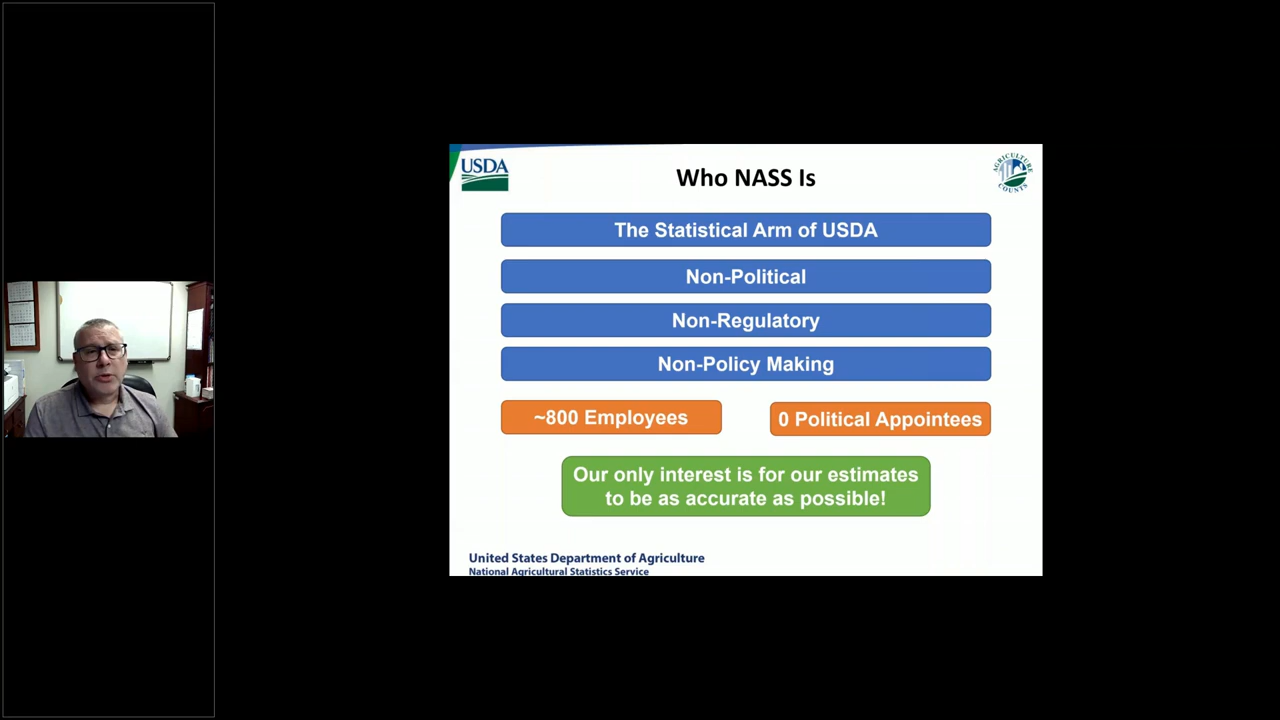 USDA
Who NASS Is
AGRICULTURE
COUNTS
The Statistical Arm of USDA
Non-Political
Non-Regulatory
Non-Policy Making
~800 Employees
0 Political Appointees
Our only interest is for our estimates
to be as accurate as possible!
United States Department of Agriculture
National Agricultural Statistics Service